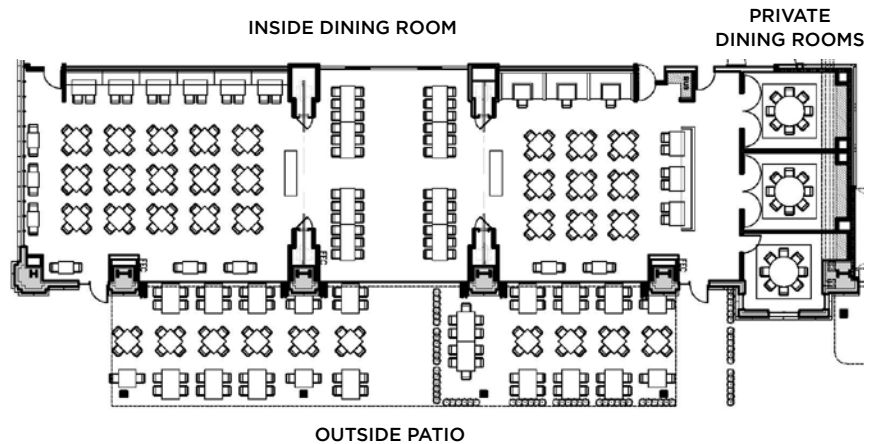 INSIDE DINING ROOM
PRIVATE
DINING ROOMS
OUTSIDE PATIO